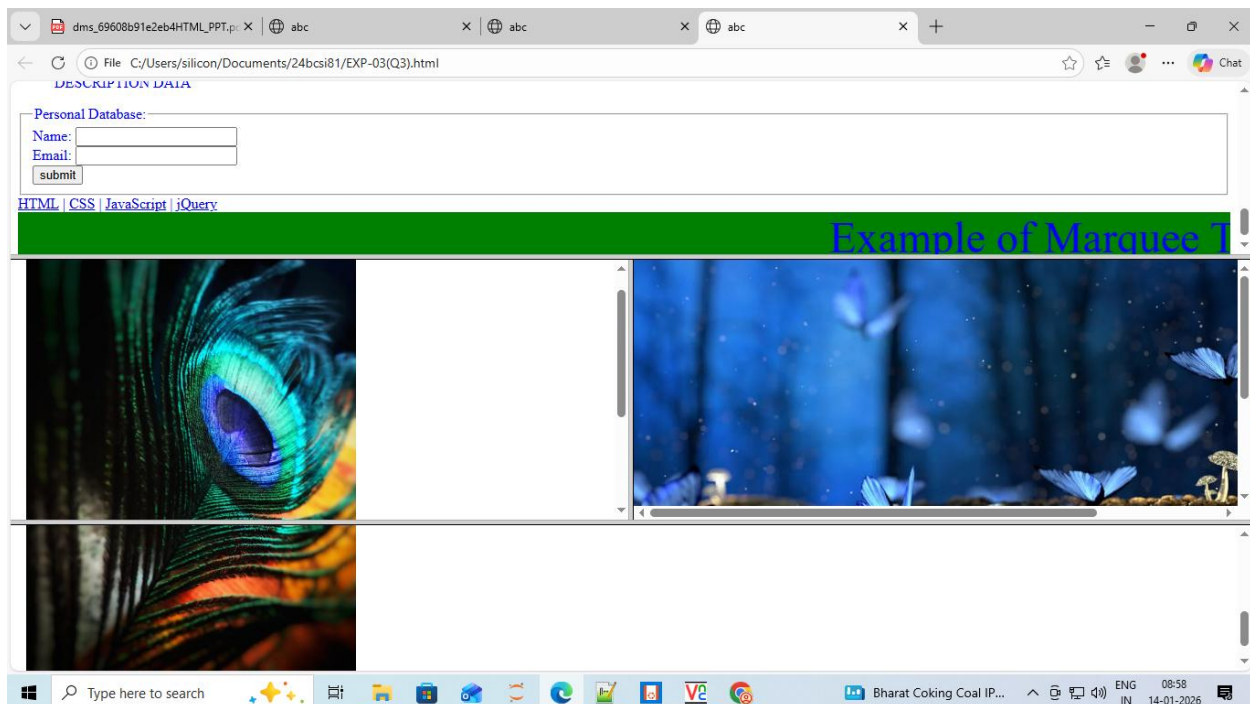 dms_69608b91e2eb4HTML_PPT.pc
abc
abc
abc
File C:/Users/silicon/Documents/24bcsi81/EXP-03(Q3).html
Chat
DESCRIPTION DATA
Personal Database:
Name:
Email:
submit
HTML | CSS | JavaScript | jQuery
Example of Marquee T
Type here to search
Bharat Coking Coal IP...
ENG
IN
08:58
14-01-2026